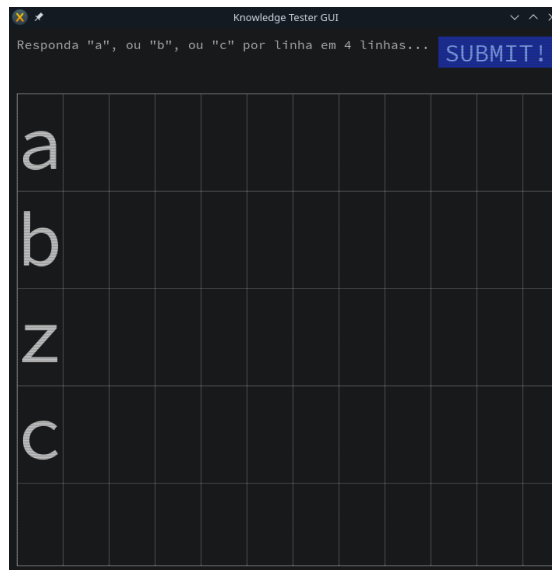 Knowledge Tester GUI
Responda "a", ou "b", ou "c" por linha em 4 linhas...
SUBMIT!
a
b
z
c